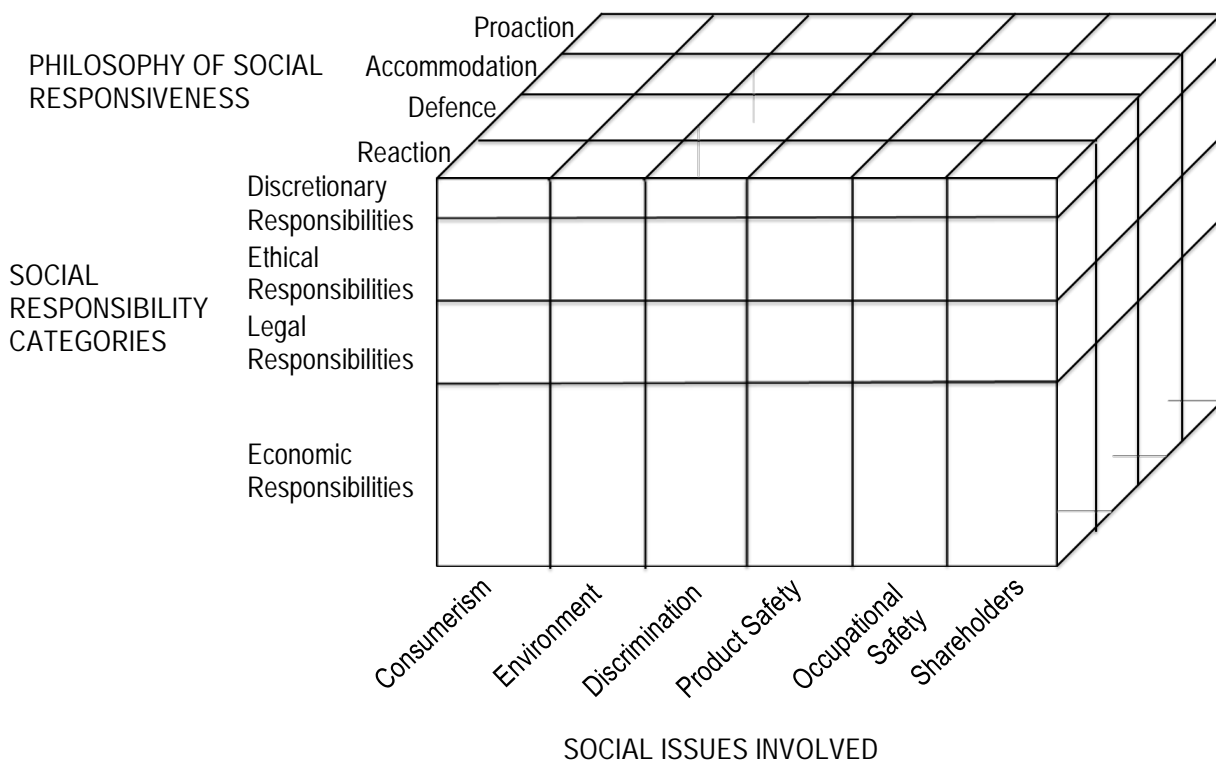 Proaction
PHILOSOPHY OF SOCIAL
RESPONSIVENESS
Accommodation
Defence
Reaction
Discretionary
Responsibilities
Ethical
Responsibilities
SOCIAL
RESPONSIBILITY
CATEGORIES
Legal
Responsibilities
Economic
Responsibilities
Consumerism
Environment
Discrimination
Product Safety
Occupational
Safety
Shareholders
SOCIAL ISSUES INVOLVED